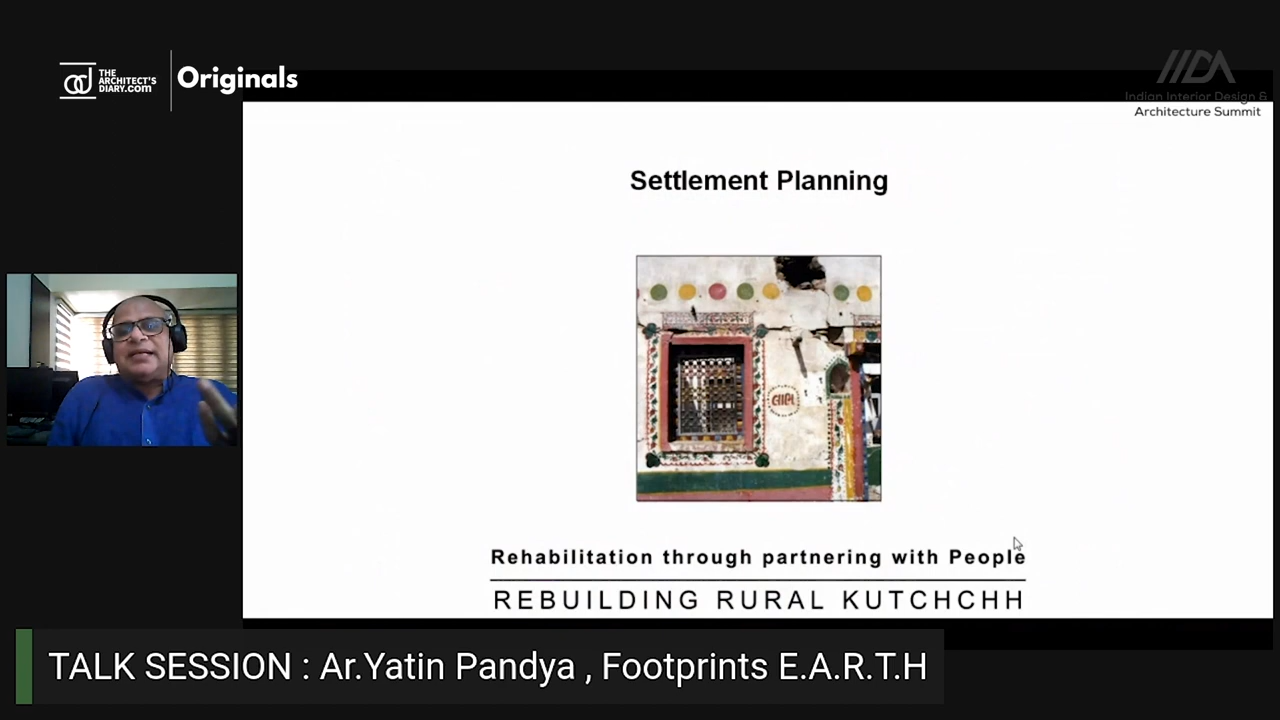 THE
ARCHITECT'S
DIARY.com
Originals
IIDA
Indian Interior Design &
Architecture Summit
Settlement Planning
Rehabilitation through partnering with People
REBUILDING RURAL KUTCHCHH
TALK SESSION : Ar.Yatin Pandya , Footprints E.A.R.T.H